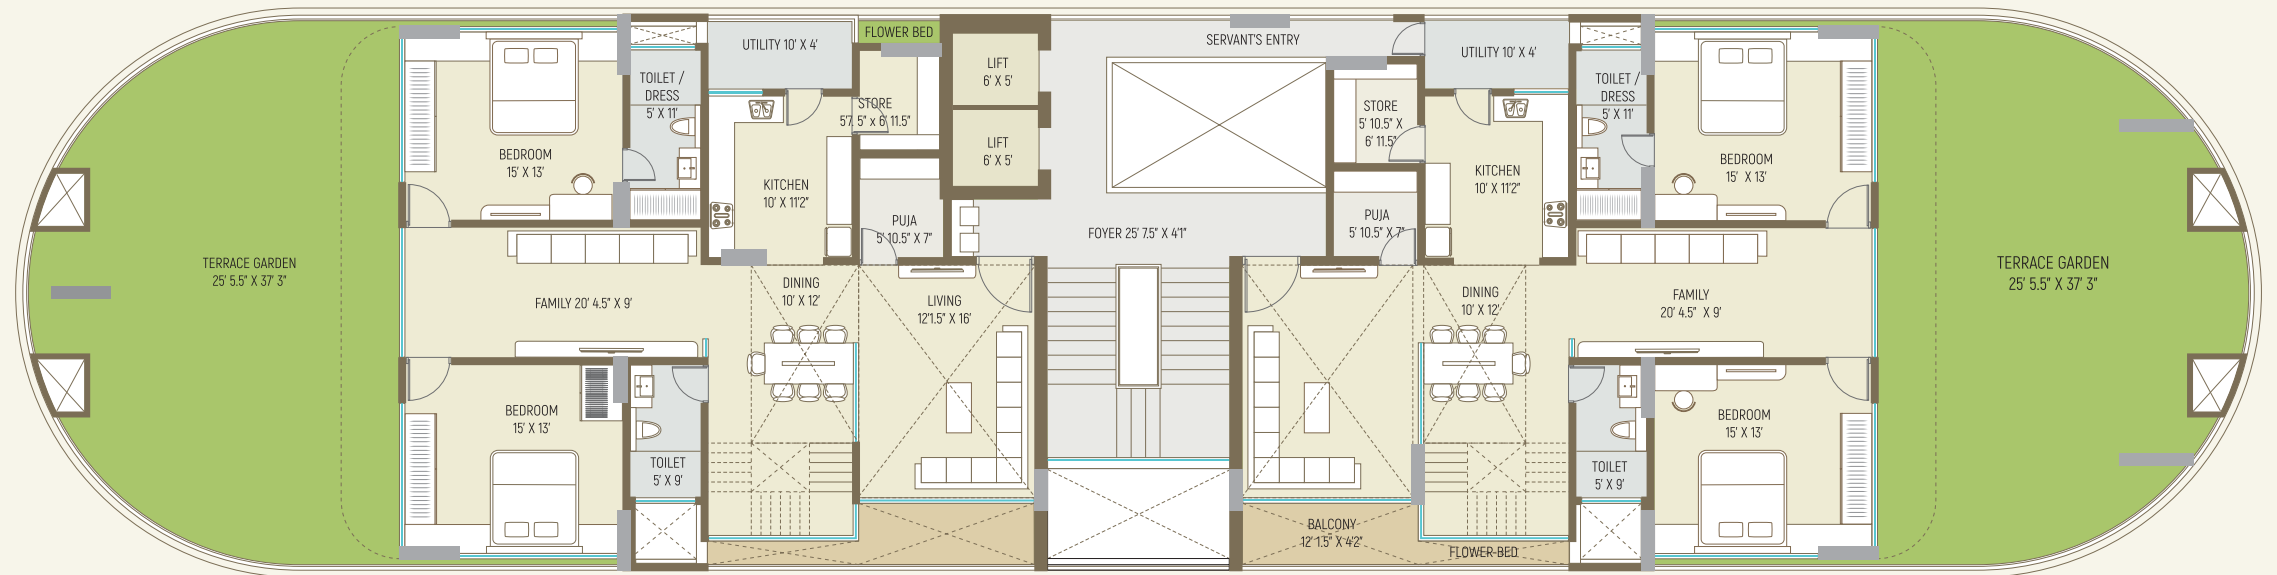 FLOWER BED
UTILITY 10' X 4'
SERVANT'S ENTRY
UTILITY 10' X 4'
LIFT
6' X 5'
TOILET /
DRESS
5' X 11'
TOILET /
DRESS
5' X 11'
STORE
5'7. 5" x 6' 11.5"
STORE
5' 10.5" X
6' 11.5"
LIFT
6' X 5'
BEDROOM
15' X 13'
BEDROOM
15' X 13'
KITCHEN
10' X 11'2"
KITCHEN
10' X 11'2"
PUJA
5' 10.5" X 7"
PUJA
5' 10.5" X 7"
FOYER 25' 7.5" X 4'1"
TERRACE GARDEN
25' 5.5" X 37' 3"
TERRACE GARDEN
25' 5.5" X 37' 3"
DINING
10' X 12'
DINING
10' X 12'
FAMILY 20' 4.5" X 9'
LIVING
12'1.5" X 16'
FAMILY
20' 4.5" X 9'
BEDROOM
15' X 13'
BEDROOM
15' X 13'
TOILET
5' X 9'
TOILET
5' X 9'
BALCONY
12' 1.5" X 4'2"
FLOWER BED